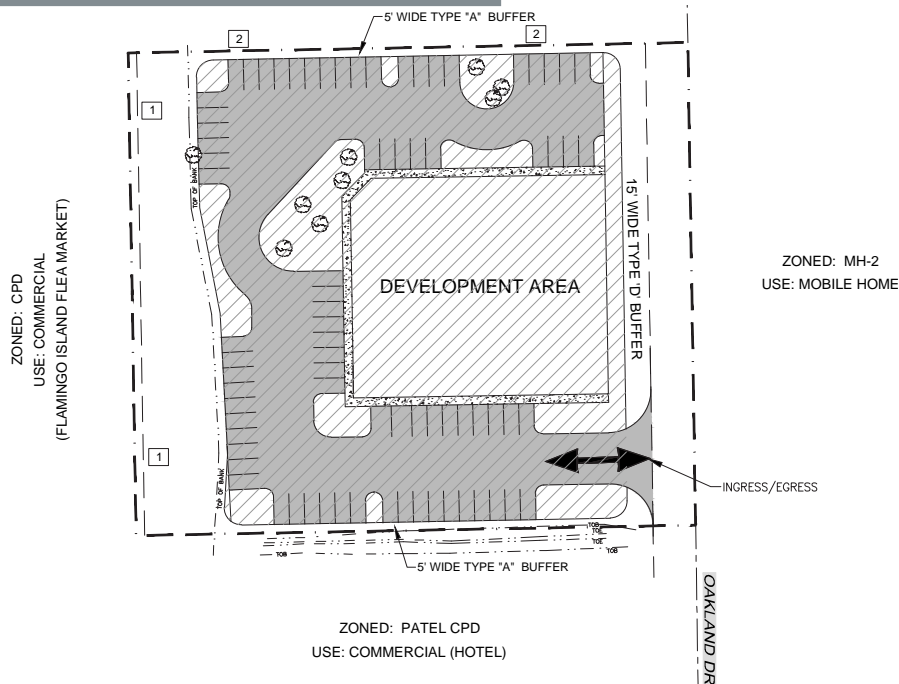 5' WIDE TYPE "A" BUFFER
2
2
1
TOP OF BANK
ZONED: CPD
USE: COMMERCIAL
(FLAMINGO ISLAND FLEA MARKET)
15' WIDE TYPE 'D' BUFFER
DEVELOPMENT AREA
ZONED: MH-2
USE: MOBILE HOME
1
TOP OF BANK
INGRESS/EGRESS
TOB
TOE
TOE
TOB
TOB
5' WIDE TYPE "A" BUFFER
OAKLAND DR
ZONED: PATEL CPD
USE: COMMERCIAL (HOTEL)